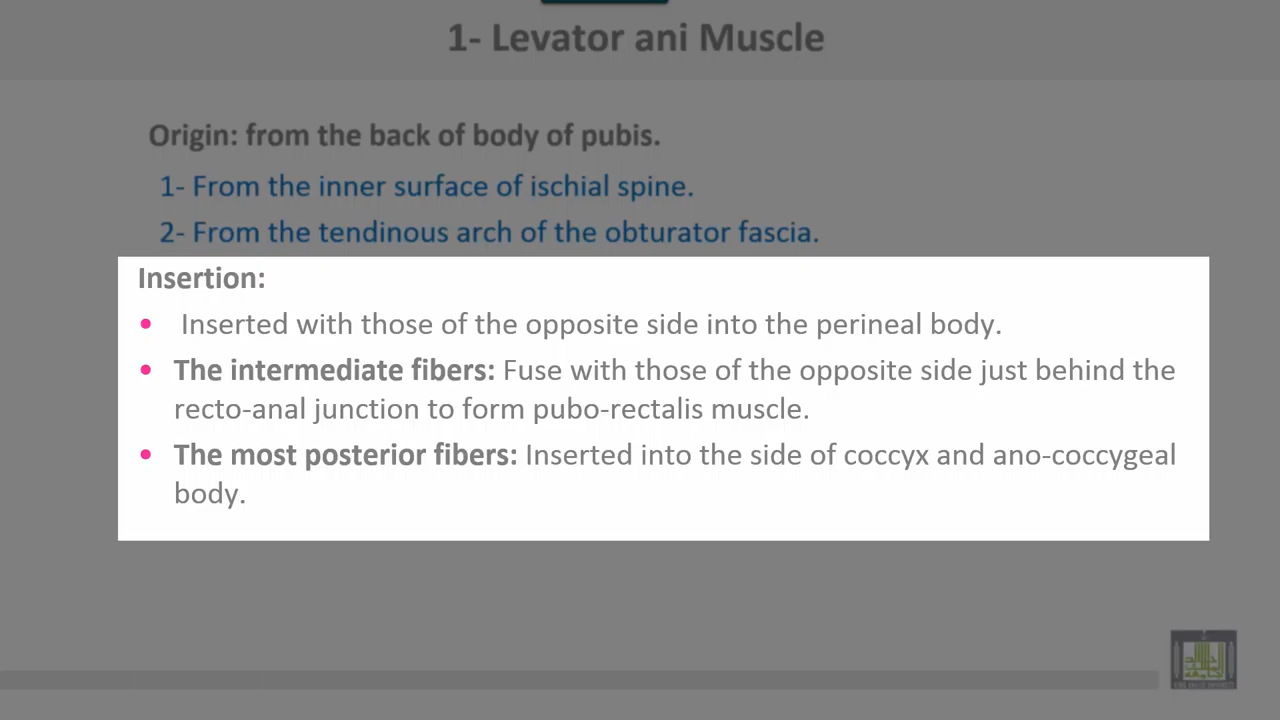 1- Levator ani Muscle
Origin: from the back of body of pubis.
1- From the inner surface of ischial spine.
2- From the tendinous arch of the obturator fascia.
Insertion:
• Inserted with those of the opposite side into the perineal body.
• The intermediate fibers: Fuse with those of the opposite side just behind the
recto-anal junction to form pubo-rectalis muscle.
• The most posterior fibers: Inserted into the side of coccyx and ano-coccygeal
body.